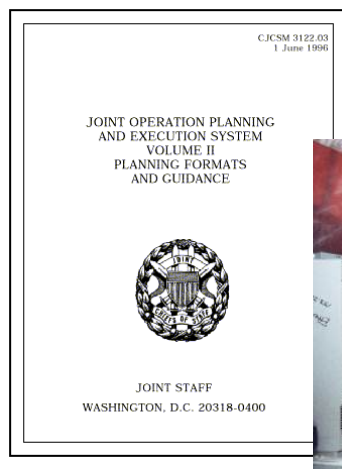 CJCSM 3122.03
1 June 1996
JOINT OPERATION PLANNING
AND EXECUTION SYSTEM
VOLUME II
PLANNING FORMATS
AND GUIDANCE
JOINT
CHIEFS OF STAFF
JOINT STAFF
WASHINGTON, D.C. 20318-0400